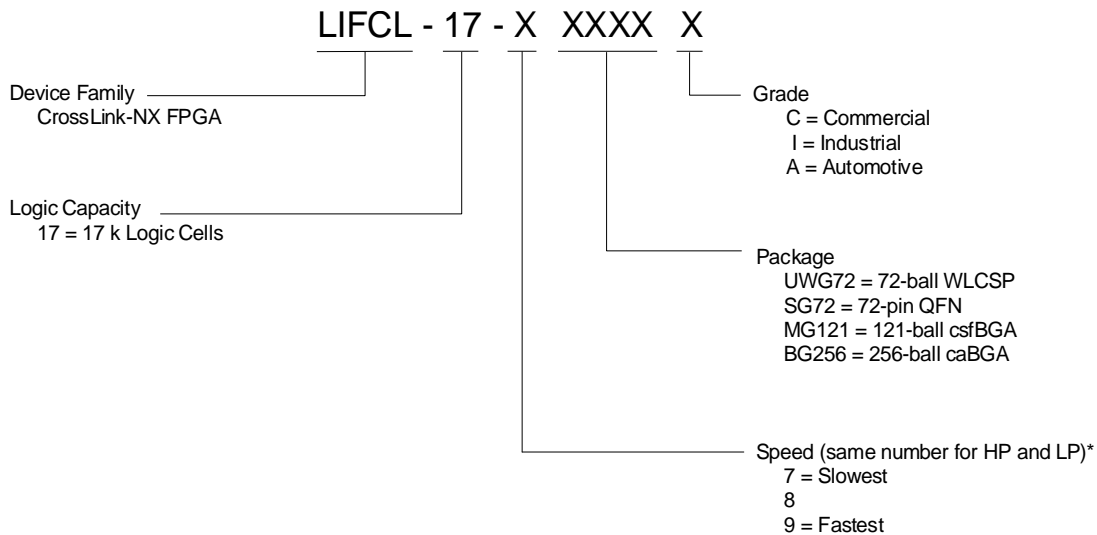 LIFCL - 17 - X XXXX X
Device Family
CrossLink-NX FPGA
Logic Capacity
17 = 17 k Logic Cells
Grade
C = Commercial
I = Industrial
A = Automotive
Package
UWG72 = 72-ball WLCSP
SG72 = 72-pin QFN
MG121 = 121-ball csfBGA
BG256 = 256-ball caBGA
Speed (same number for HP and LP)*
7 = Slowest
8
9 = Fastest